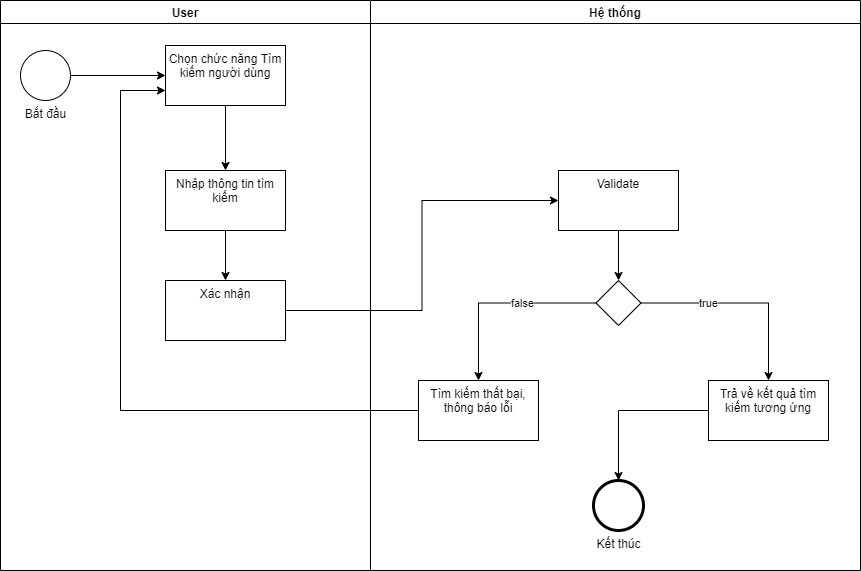 User
Hệ thống
Chọn chức năng Tìm
kiếm người dùng
Bắt đầu
Nhập thông tin tìm
kiếm
Validate
Xác nhận
false
true
Tìm kiếm thất bại,
thông báo lỗi
Trả về kết quả tìm
kiếm tương ứng
Kết thúc